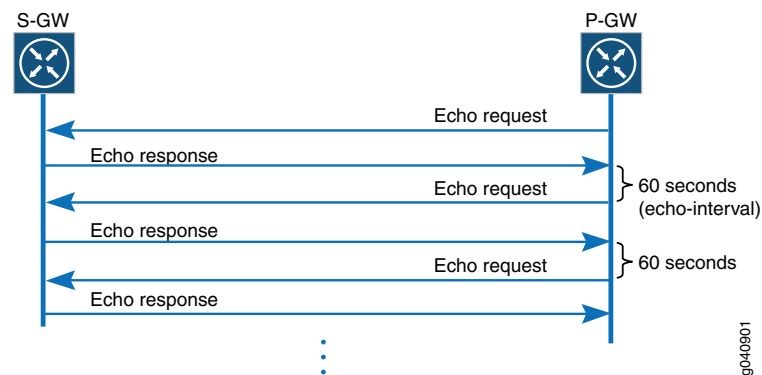 S-GW
P-GW
Echo request
Echo response
60 seconds
(echo-interval)
Echo request
Echo response
60 seconds
Echo request
Echo response
g040901